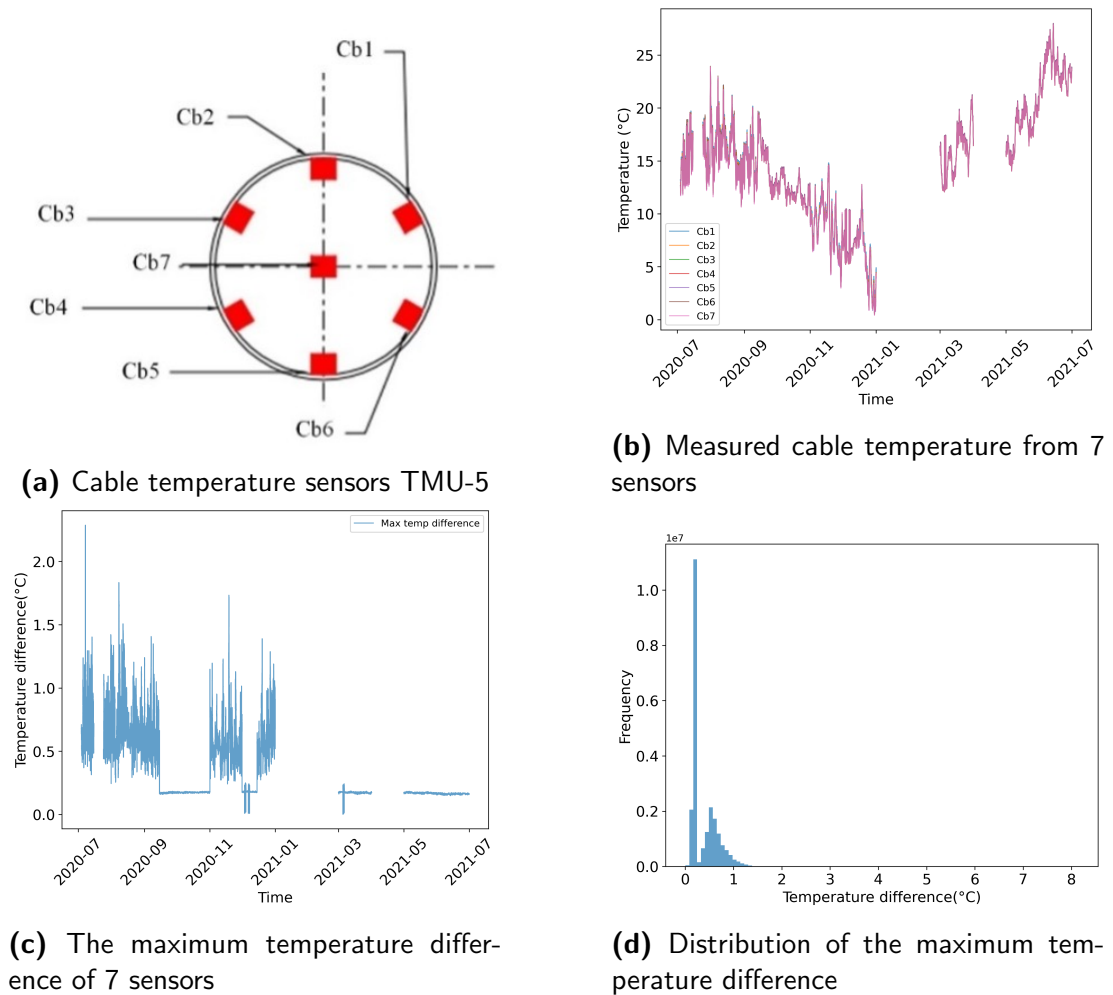 Cb1
Cb2
Cb3
Cb7
Cb4
Cb5
Cb6
(a) Cable temperature sensors TMU-5
25
20
15
10
5
0
Temperature (°C)
Cb1
Cb2
Cb3
Cb4
Cb5
Cb6
Cb7
2020-07
2020-09
2020-11
2021-01
2021-03
2021-05
2021-07
Time
(b) Measured cable temperature from 7
sensors
Max temp difference
2.0
1.5
1.0
0.5
0.0
Temperature difference(°C)
2020-07
2020-09
2020-11
2021-01
2021-03
2021-05
2021-07
Time
(c) The maximum temperature differ-
ence of 7 sensors
1e7
1.0
0.8
0.6
0.4
0.2
0.0
Frequency
0 1 2 3 4 5 6 7 8
Temperature difference(°C)
(d) Distribution of the maximum tem-
perature difference